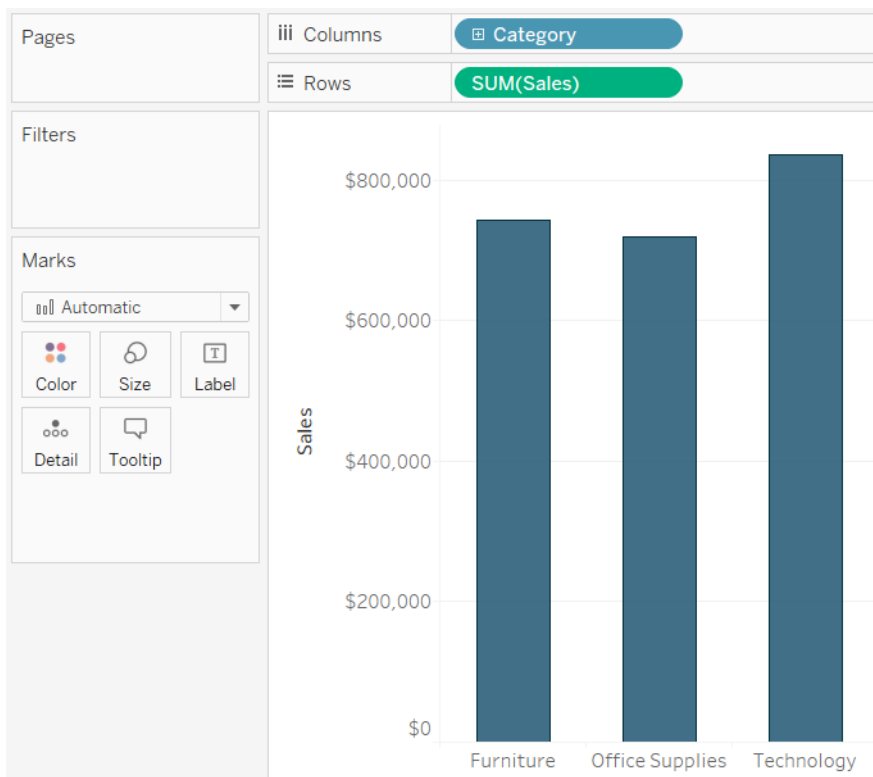 Pages
Columns
Category
Rows
SUM(Sales)
Filters
Marks
Automatic
Color
Size
T
Label
Detail
Tooltip
Sales
$800,000
$600,000
$400,000
$200,000
$0
Furniture
Office Supplies
Technology